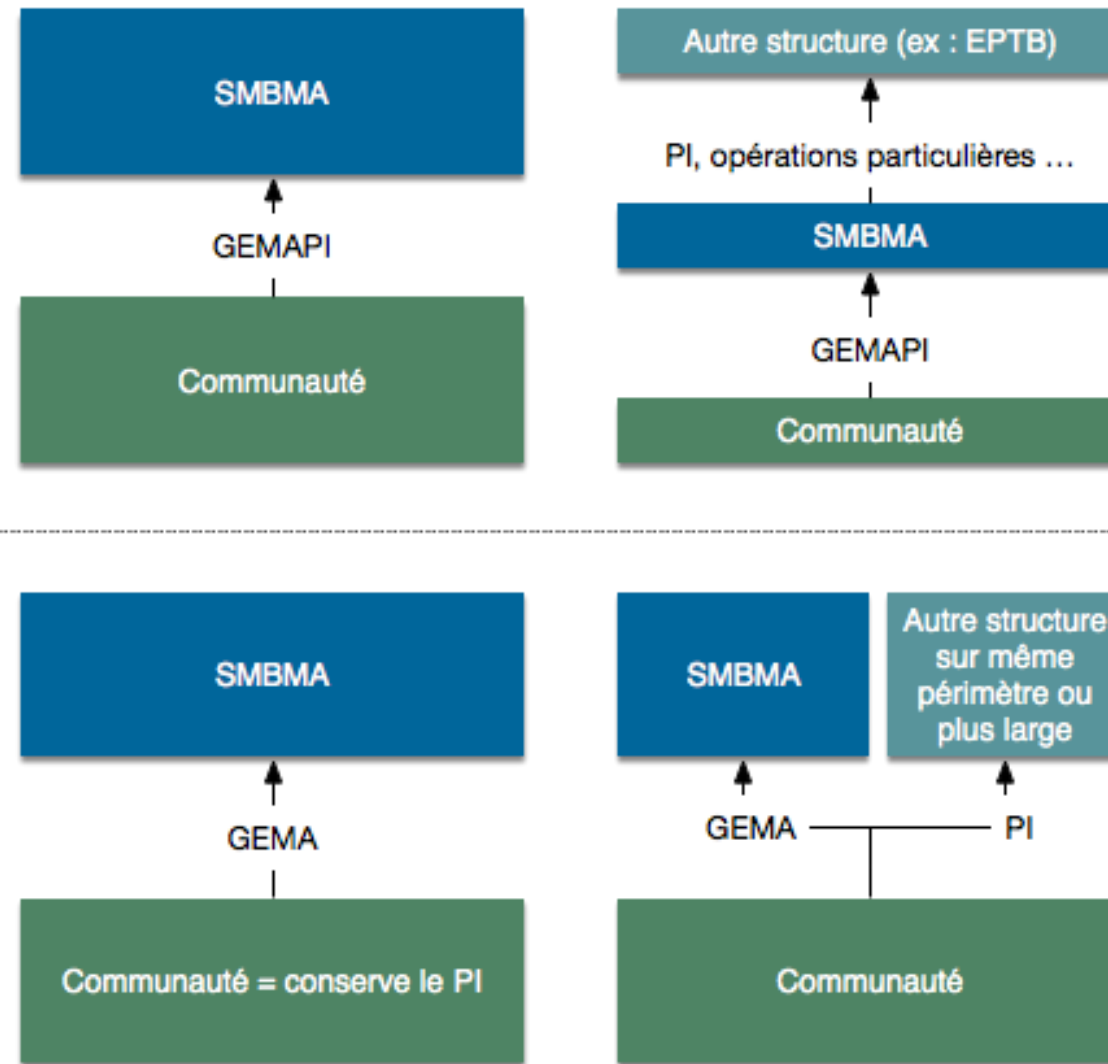 SMBMA
GEMAPI
Communauté
Autre structure (ex : EPTB)
PI, opérations particulières ...
SMBMA
GEMAPI
Communauté
SMBMA
GEMA
Communauté = conserve le PI
SMBMA
Autre structure
sur même
périmètre ou
plus large
GEMA
PI
Communauté